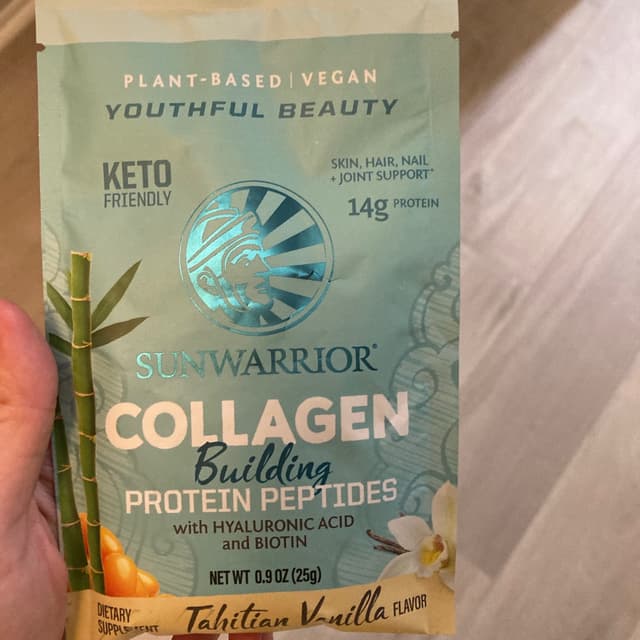 PLANT-BASED | VEGAN
YOUTHFUL BEAUTY
KETO
FRIENDLY
SKIN, HAIR, NAIL
+ JOINT SUPPORT*
14g PROTEIN
SUNWARRIOR®
COLLAGEN
Building
PROTEIN PEPTIDES
with HYALURONIC ACID
and BIOTIN
NET WT 0.9 OZ (25g)
DIETARY
SUPPLEMENT
Tahitian Vanilla FLAVOR